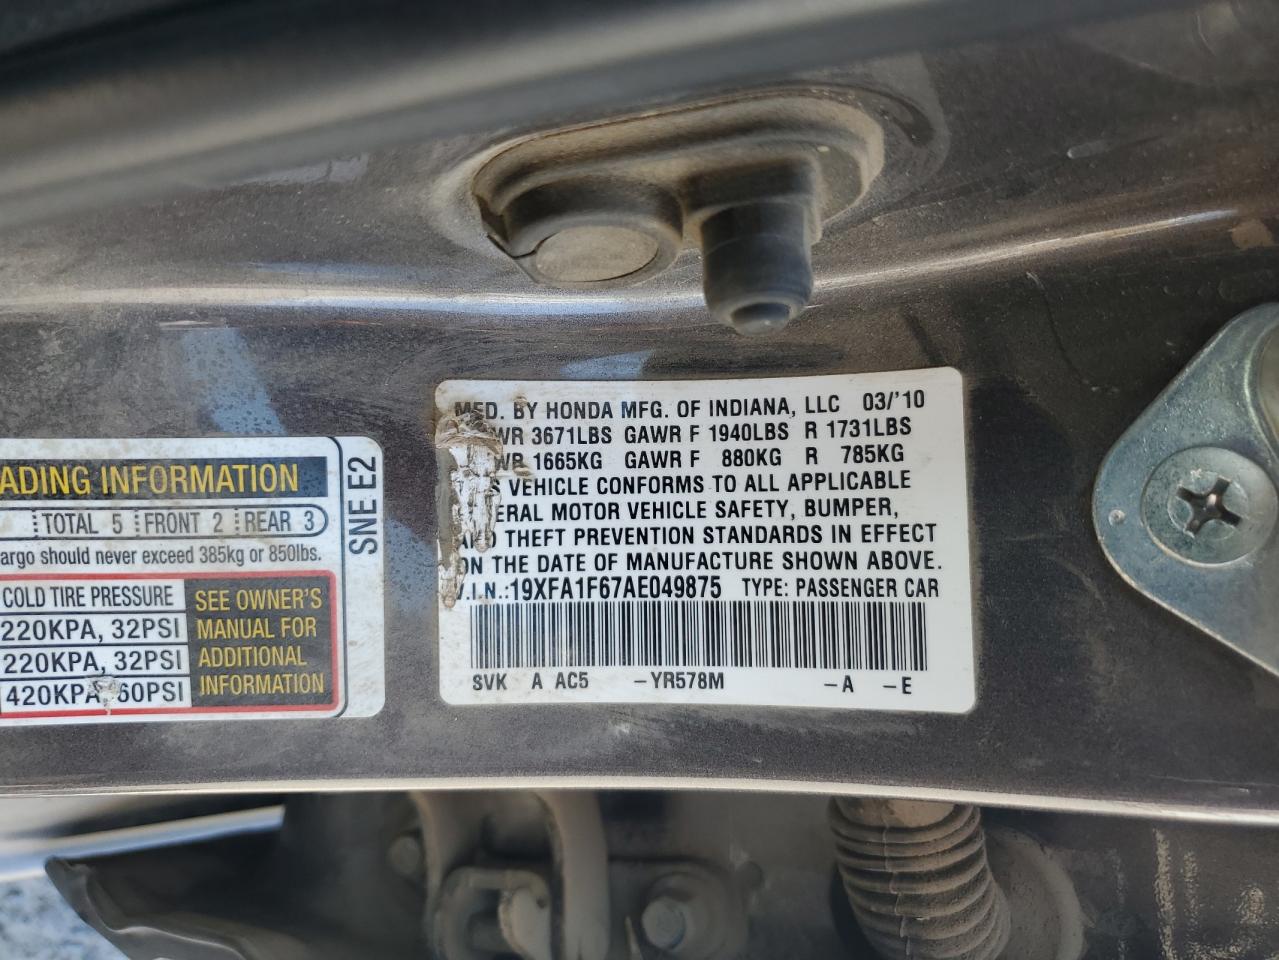 ADING INFORMATION
TOTAL 5 FRONT 2 REAR 3
argo should never exceed 385kg or 850lbs.
COLD TIRE PRESSURE
220KPA, 32PSI
220KPA, 32PSI
420KPA, 60PSI
SEE OWNER'S
MANUAL FOR
ADDITIONAL
INFORMATION
SNE E2
MFD. BY HONDA MFG. OF INDIANA, LLC 03/'10
WR 3671LBS GAWR F 1940LBS R 1731LBS
WR 1665KG GAWR F 880KG R 785KG
S VEHICLE CONFORMS TO ALL APPLICABLE
ERAL MOTOR VEHICLE SAFETY, BUMPER,
AND THEFT PREVENTION STANDARDS IN EFFECT
ON THE DATE OF MANUFACTURE SHOWN ABOVE.
V.I.N.:19XFA1F67AE049875 TYPE: PASSENGER CAR
SVK A AC5 -YR578M -A -E